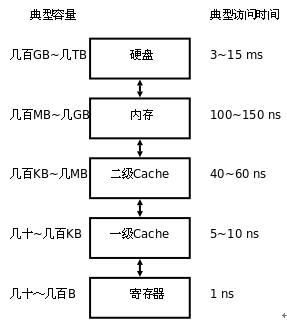 典型容量 典型访问时间
几百GB~几TB 硬盘 3~15 ms
几百MB~几GB 内存 100~150 ns
几百KB~几MB 二级Cache 40~60 ns
几十~几百KB 一级Cache 5~10 ns
几十～几百B 寄存器 1 ns